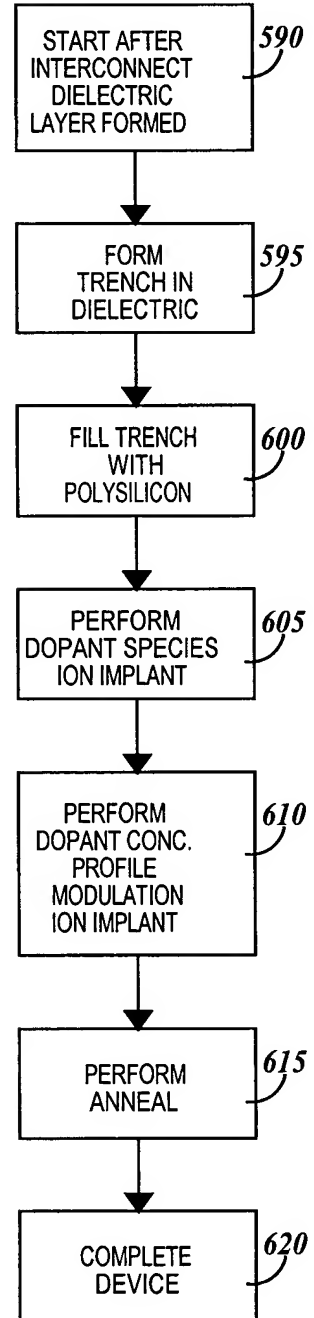 START AFTER
INTERCONNECT
DIELECTRIC
LAYER FORMED
590
FORM
TRENCH IN
DIELECTRIC
595
FILL TRENCH
WITH
POLYSILICON
600
PERFORM
DOPANT SPECIES
ION IMPLANT
605
PERFORM
DOPANT CONC.
PROFILE
MODULATION
ION IMPLANT
610
PERFORM
ANNEAL
615
COMPLETE
DEVICE
620